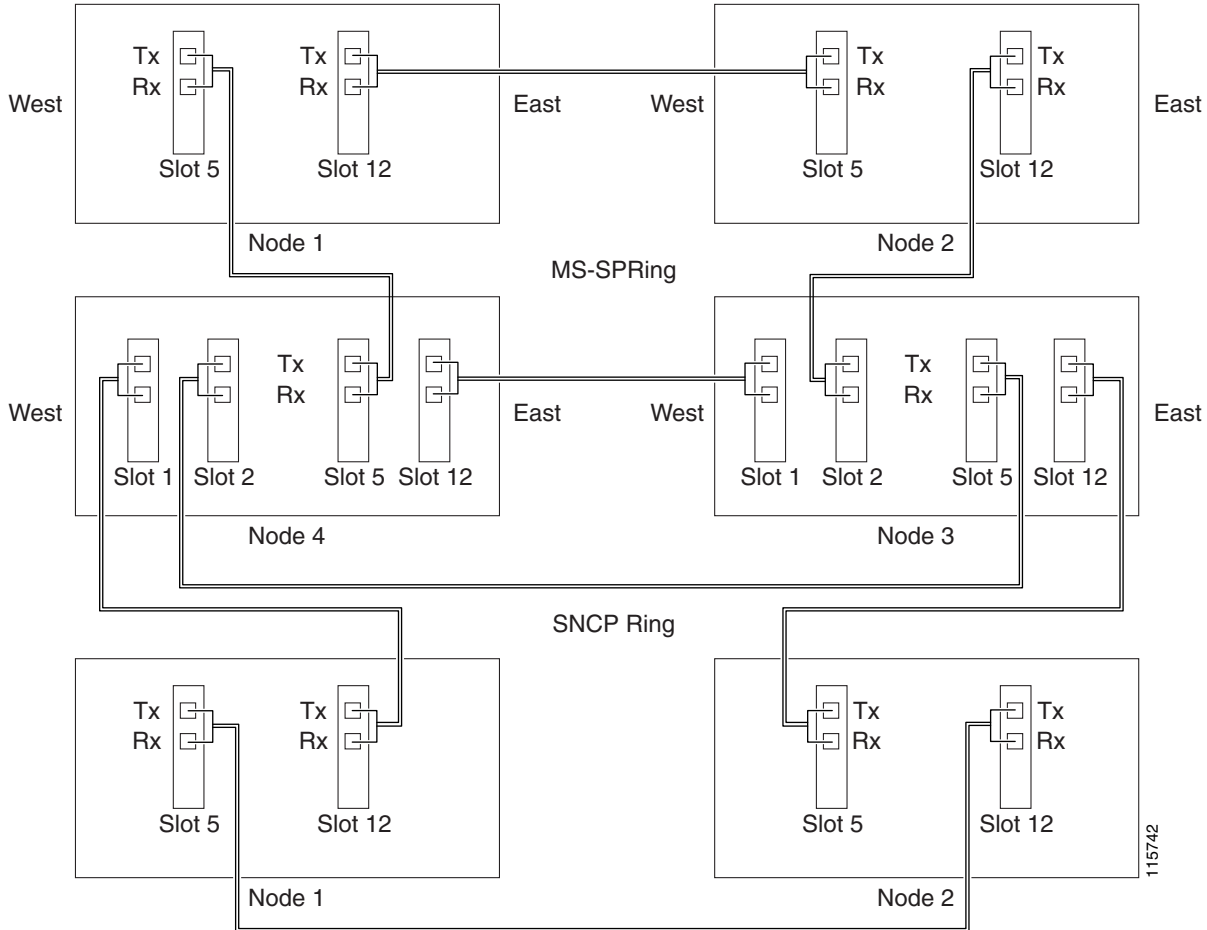 Tx
Rx
Slot 5
Tx
Rx
Slot 12
West
East
Node 1
Tx
Rx
Slot 5
Tx
Rx
Slot 12
West
East
Node 2
MS-SPRing
West
Slot 1
Slot 2
Tx
Rx
Slot 5
Slot 12
East
Node 4
West
Slot 1
Slot 2
Tx
Rx
Slot 5
Slot 12
East
Node 3
SNCP Ring
Tx
Rx
Slot 5
Tx
Rx
Slot 12
Node 1
Tx
Rx
Slot 5
Tx
Rx
Slot 12
Node 2
115742